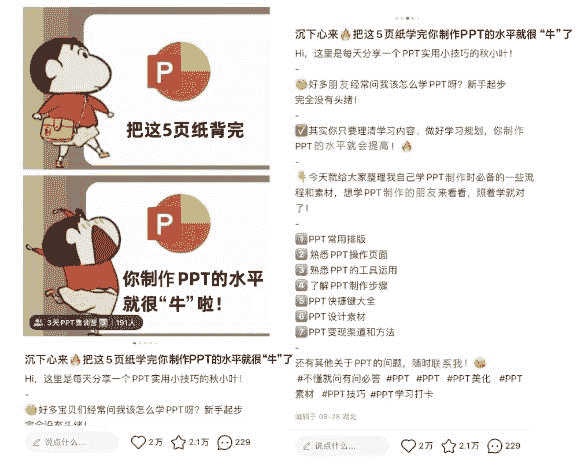 P
把这5页纸背完
P
你制作PPT的水平
就很“牛”啦！
3天PPT集训营 191人
沉下心来🔥把这5页纸学完你制作PPT的水平就很“牛”了
Hi，这里是每天分享一个PPT实用小技巧的秋小叶！
-
好多宝贝们经常问我该怎么学PPT呀？新手起步
完全没有头绪！
说点什么...
2万
2.1万
229
沉下心来🔥把这5页纸学完你制作PPT的水平就很“牛”了
Hi，这里是每天分享一个PPT实用小技巧的秋小叶！
-
好多朋友经常问我该怎么学PPT呀？新手起步
完全没有头绪！
-
✅其实你只要理清学习内容、做好学习规划，你制作
PPT的水平就会提高！🔥
-
👇今天就给大家整理我自己学PPT制作时必备的一些流
程和素材，想学PPT制作的朋友来看看，照着学就对
了！
-
1️⃣PPT常用排版
2️⃣熟悉PPT操作页面
3️⃣熟悉PPT的工具运用
4️⃣了解PPT制作步骤
5️⃣PPT快捷键大全
6️⃣PPT设计素材
7️⃣PPT变现渠道和方法
-
还有其他关于PPT的问题，随时联系我！
#不懂就问有问必答 #PPT #PPT #PPT美化 #PPT
素材 #PPT技巧 #PPT学习打卡
编辑于 08-28 湖北
说点什么...
2万
2.1万
229